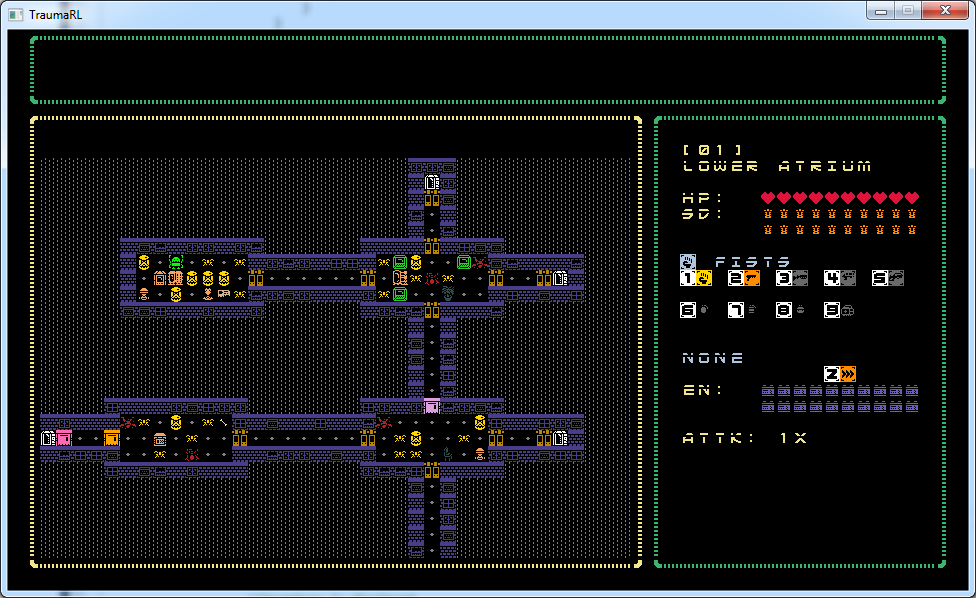 TraumaRL
[01]
LOWER ATRIUM
HP:
SD:
FISTS
1 2 3 4 5
6 7 8 9
NONE
Z
EN:
ATTK: 1X